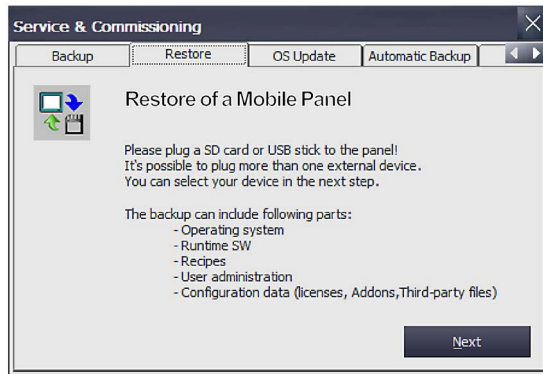 Service & Commissioning
Backup
Restore
OS Update
Automatic Backup
Restore of a Mobile Panel
Please plug a SD card or USB stick to the panel!
It's possible to plug more than one external device.
You can select your device in the next step.
The backup can include following parts:
- Operating system
- Runtime SW
- Recipes
- User administration
- Configuration data (licenses, Addons,Third-party files)
Next